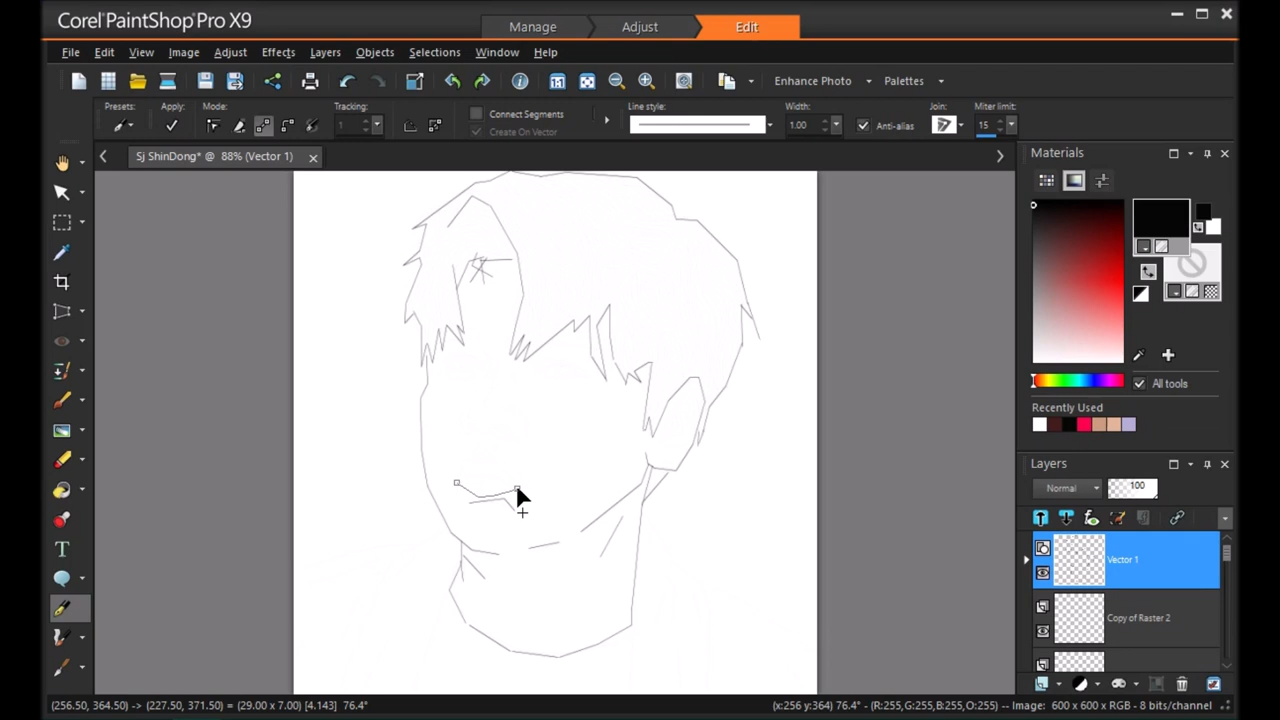 Corel PaintShop Pro X9
Manage Adjust Edit
File Edit View Image Adjust Effects Layers Objects Selections Window Help
Enhance Photo Palettes
Presets: Apply: Mode: Tracking: Connect Segments Line style: Width: Join: Miter limit:
1 Create On Vector 1.00 Anti-alias 15
Sj ShinDong* @ 88% (Vector 1)
Materials
All tools
Recently Used
Layers
Normal 100
Vector 1
Copy of Raster 2
(256.50, 364.50) -> (227.50, 371.50) = (29.00 x 7.00) [4.143] 76.4° (x:256 y:364) 76.4° - (R:255,G:255,B:255,O:255) -- Image: 600 x 600 x RGB - 8 bits/channel